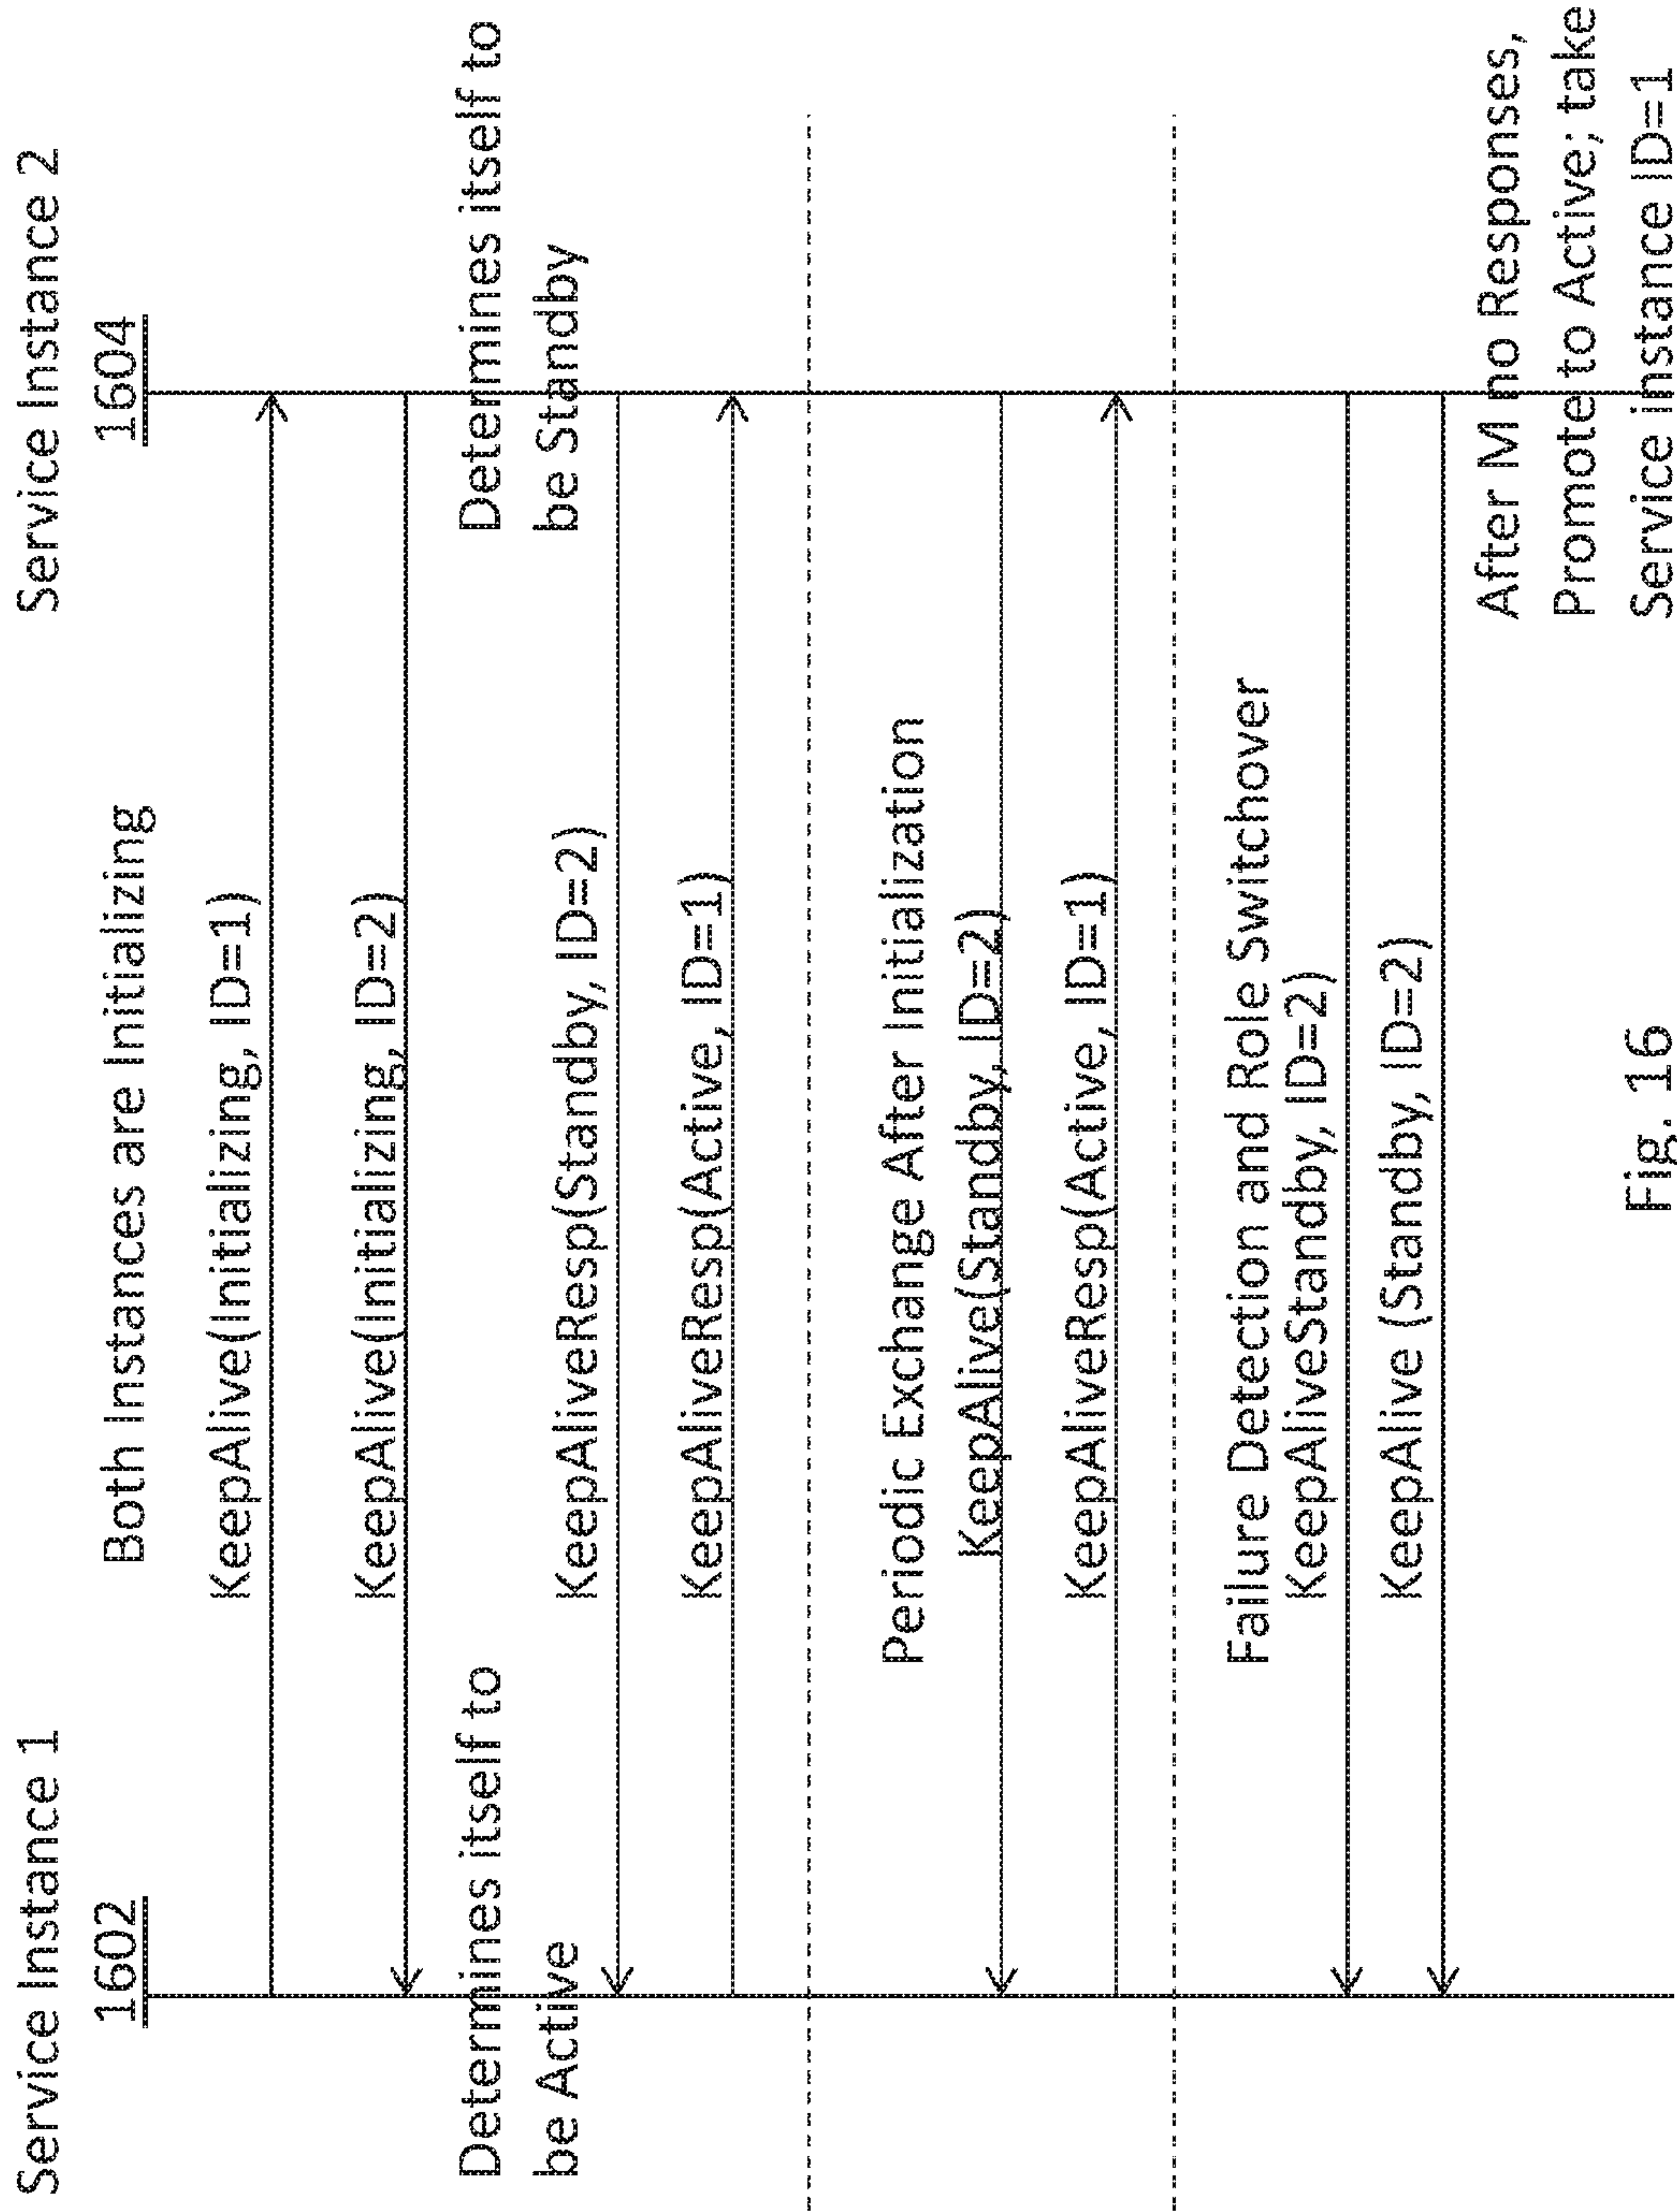 Service Instance 1
Service Instance 2
1602
1604
Both Instances are Initializing
KeepAlive(Initializing, ID=1)
KeepAlive(Initializing, ID=2)
Determines itself to
be Active
Determines itself to
be Standby
KeepAliveResp(Standby, ID=2)
KeepAliveResp(Active, ID=1)
Periodic Exchange After Initialization
KeepAlive(Standby, ID=2)
KeepAliveResp(Active, ID=1)
Failure Detection and Role Switchover
KeepAliveStandby, ID=2)
KeepAlive (Standby, ID=2)
After M no Responses,
Promote to Active; take
Service instance ID=1
Fig. 16